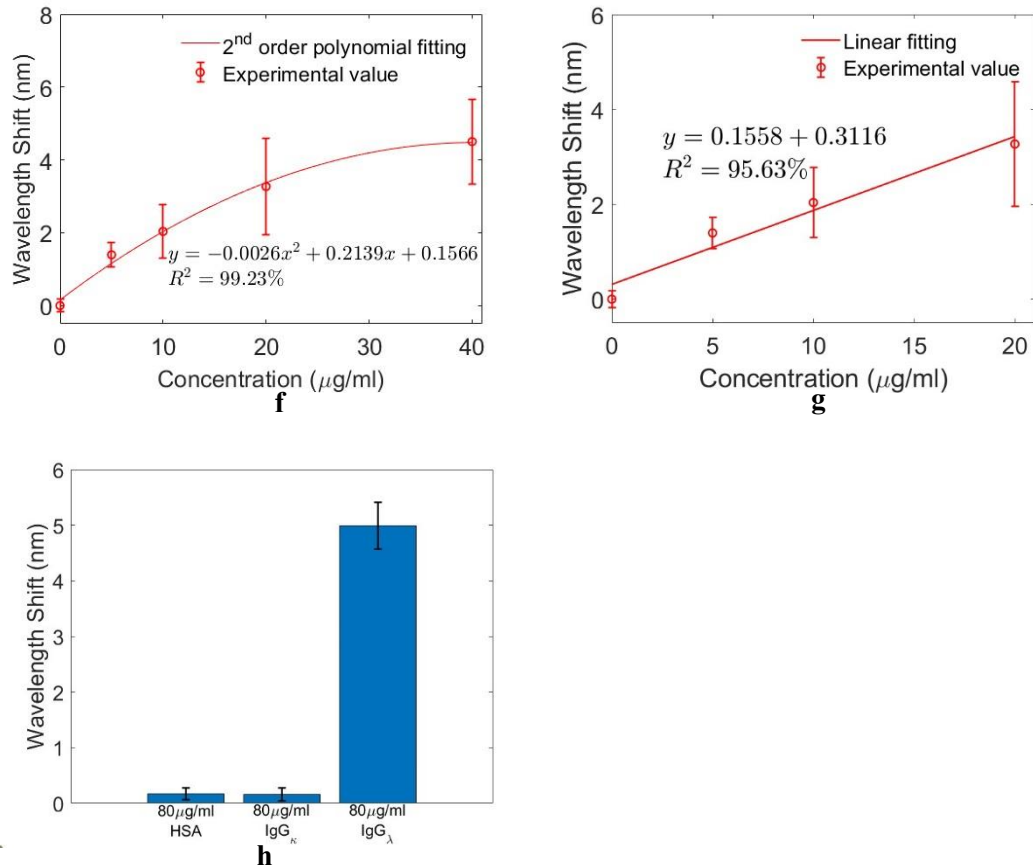 2nd order polynomial fitting
Experimental value
y = −0.0026x² + 0.2139x + 0.1566
R² = 99.23%
Wavelength Shift (nm)
8
6
4
2
0
0 10 20 30 40
Concentration (μg/ml)
f
Linear fitting
Experimental value
y = 0.1558 + 0.3116
R² = 95.63%
Wavelength Shift (nm)
6
4
2
0
0 5 10 15 20
Concentration (μg/ml)
g
Wavelength Shift (nm)
6
5
4
3
2
1
0
80μg/ml 80μg/ml 80μg/ml
HSA IgGκ IgGλ
h